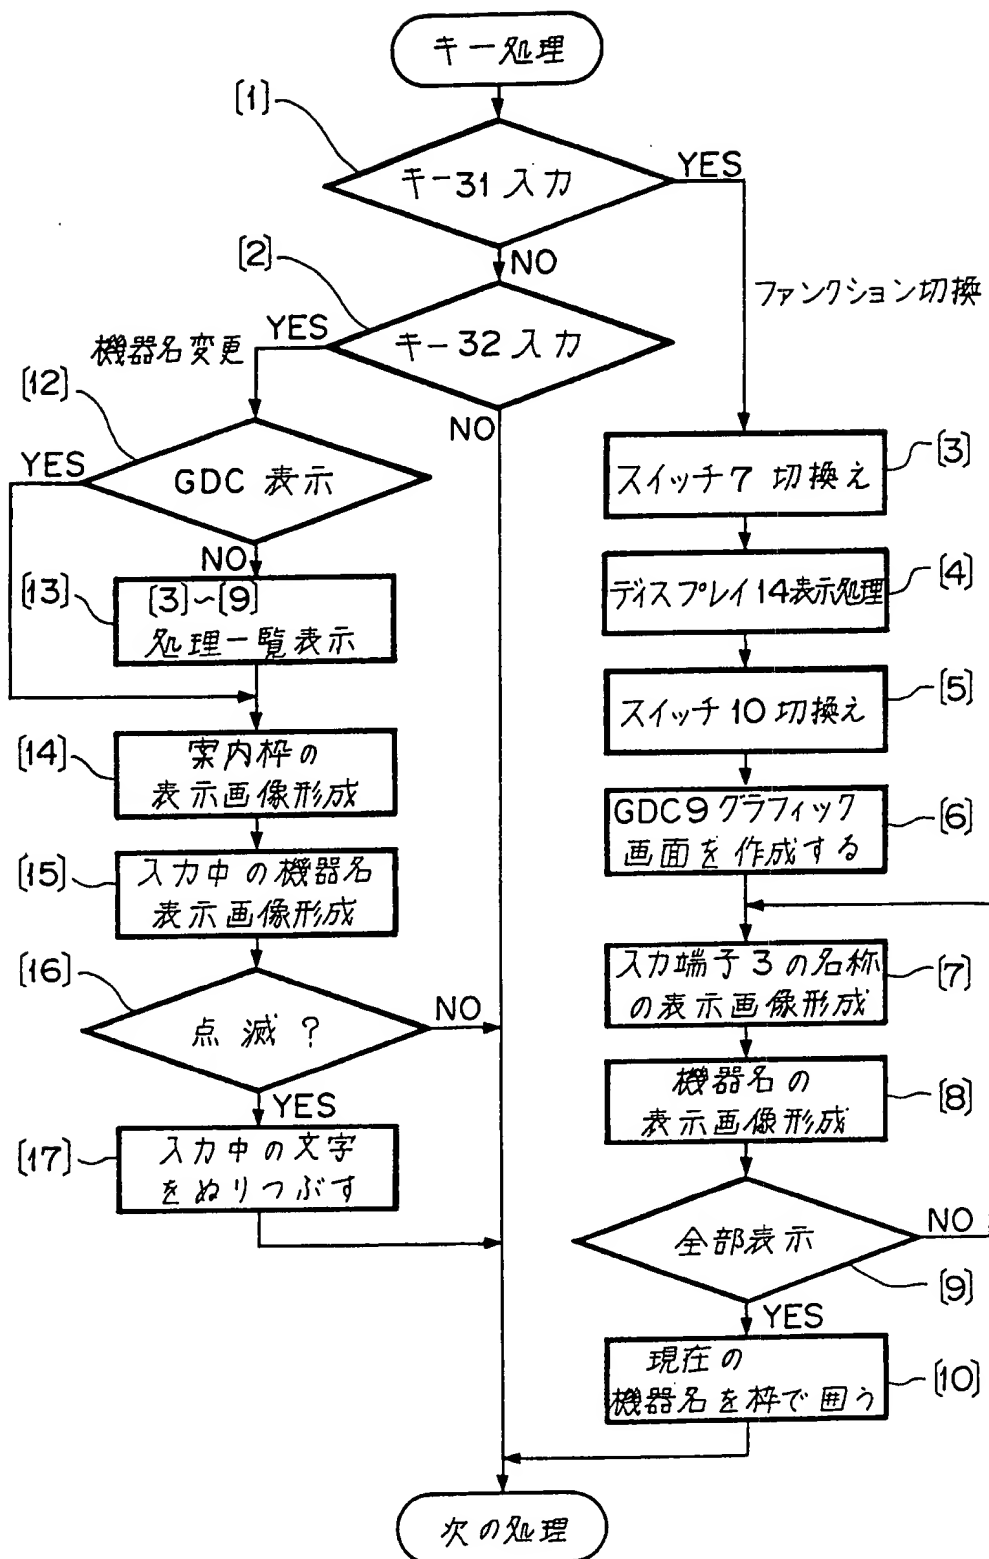 キー処理
[1]
キー31入力
YES
NO
ファンクション切換
[2]
キー32入力
YES
機器名変更
NO
[12]
GDC 表示
YES
NO
[13]
[3]~[9]
処理一覧表示
[14]
案内枠の
表示画像形成
[15]
入力中の機器名
表示画像形成
[16]
点滅?
NO
YES
[17]
入力中の文字
をぬりつぶす
[3]
スイッチ7 切換え
[4]
ディスプレイ14表示処理
[5]
スイッチ10切換え
[6]
GDC9グラフィック
画面を作成する
[7]
入力端子3の名称
の表示画像形成
[8]
機器名の
表示画像形成
全部表示
NO
[9]
YES
[10]
現在の
機器名を枠で囲う
次の処理